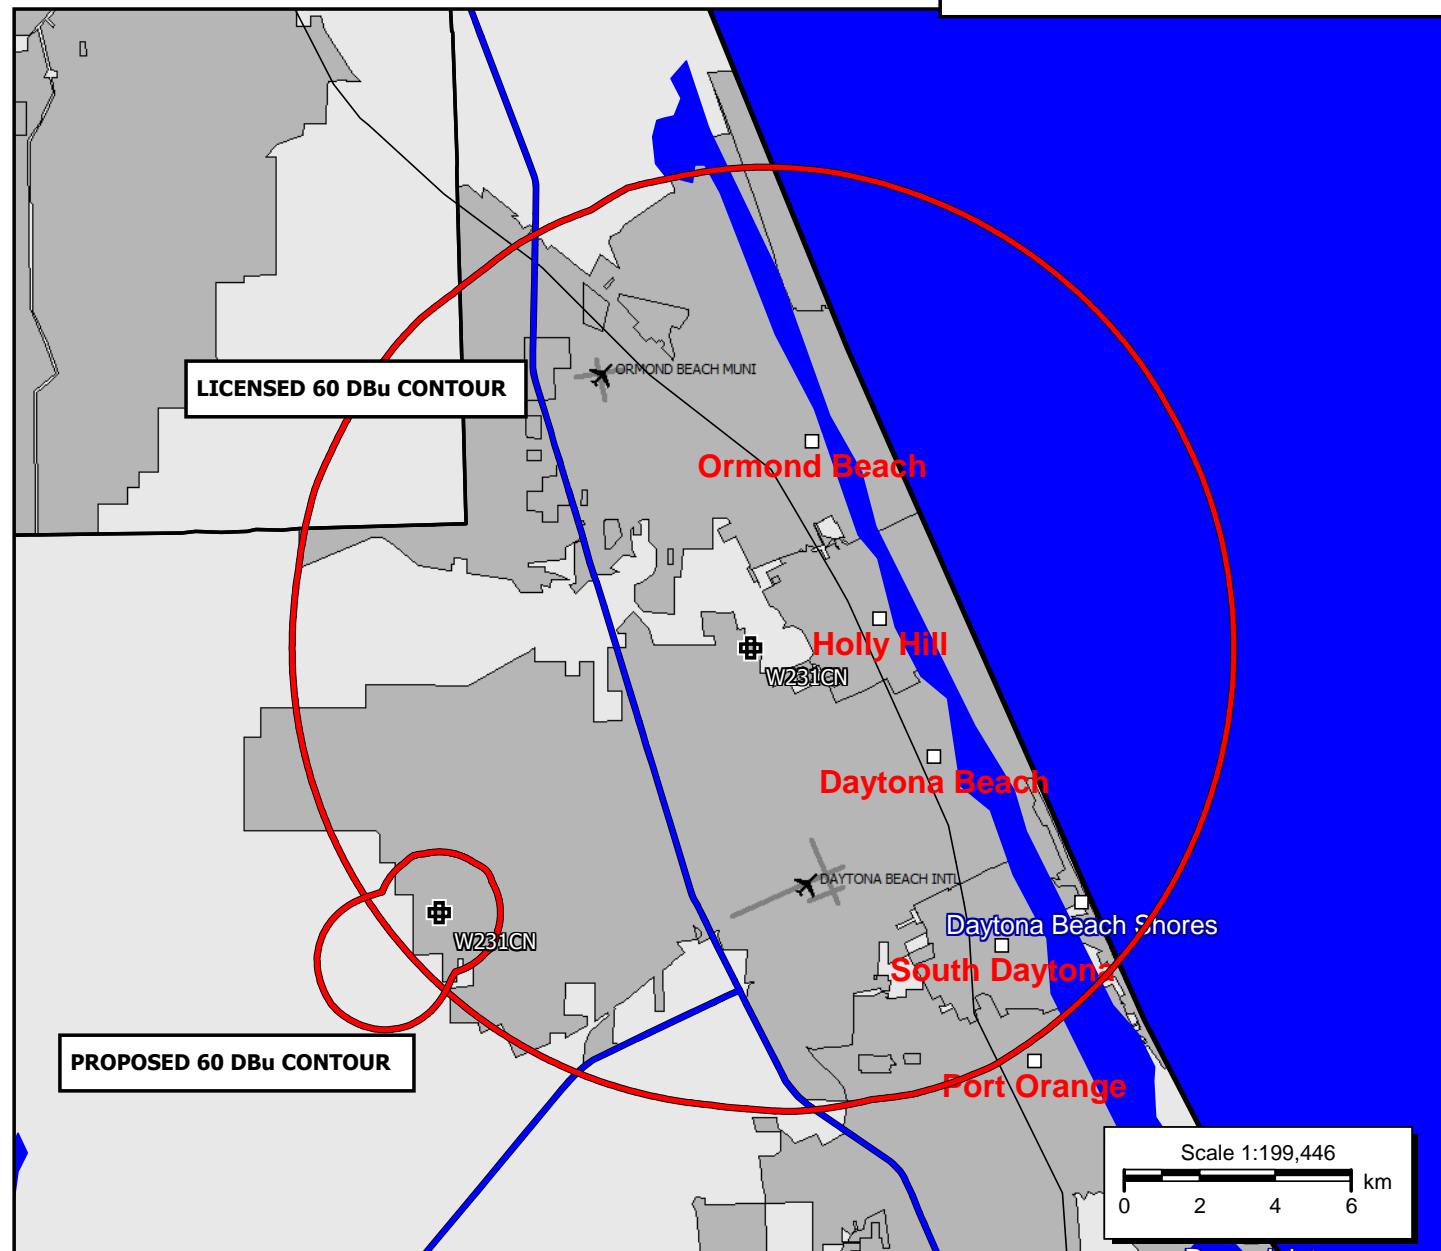 LICENSED 60 DBu CONTOUR
ORMOND BEACH MUNI
Ormond Beach
Holly Hill
W231CN
Daytona Beach
DAYTONA BEACH INTL
Daytona Beach Shores
W231CN
South Daytona
PROPOSED 60 DBu CONTOUR
Port Orange
Scale 1:199,446
km
0 2 4 6